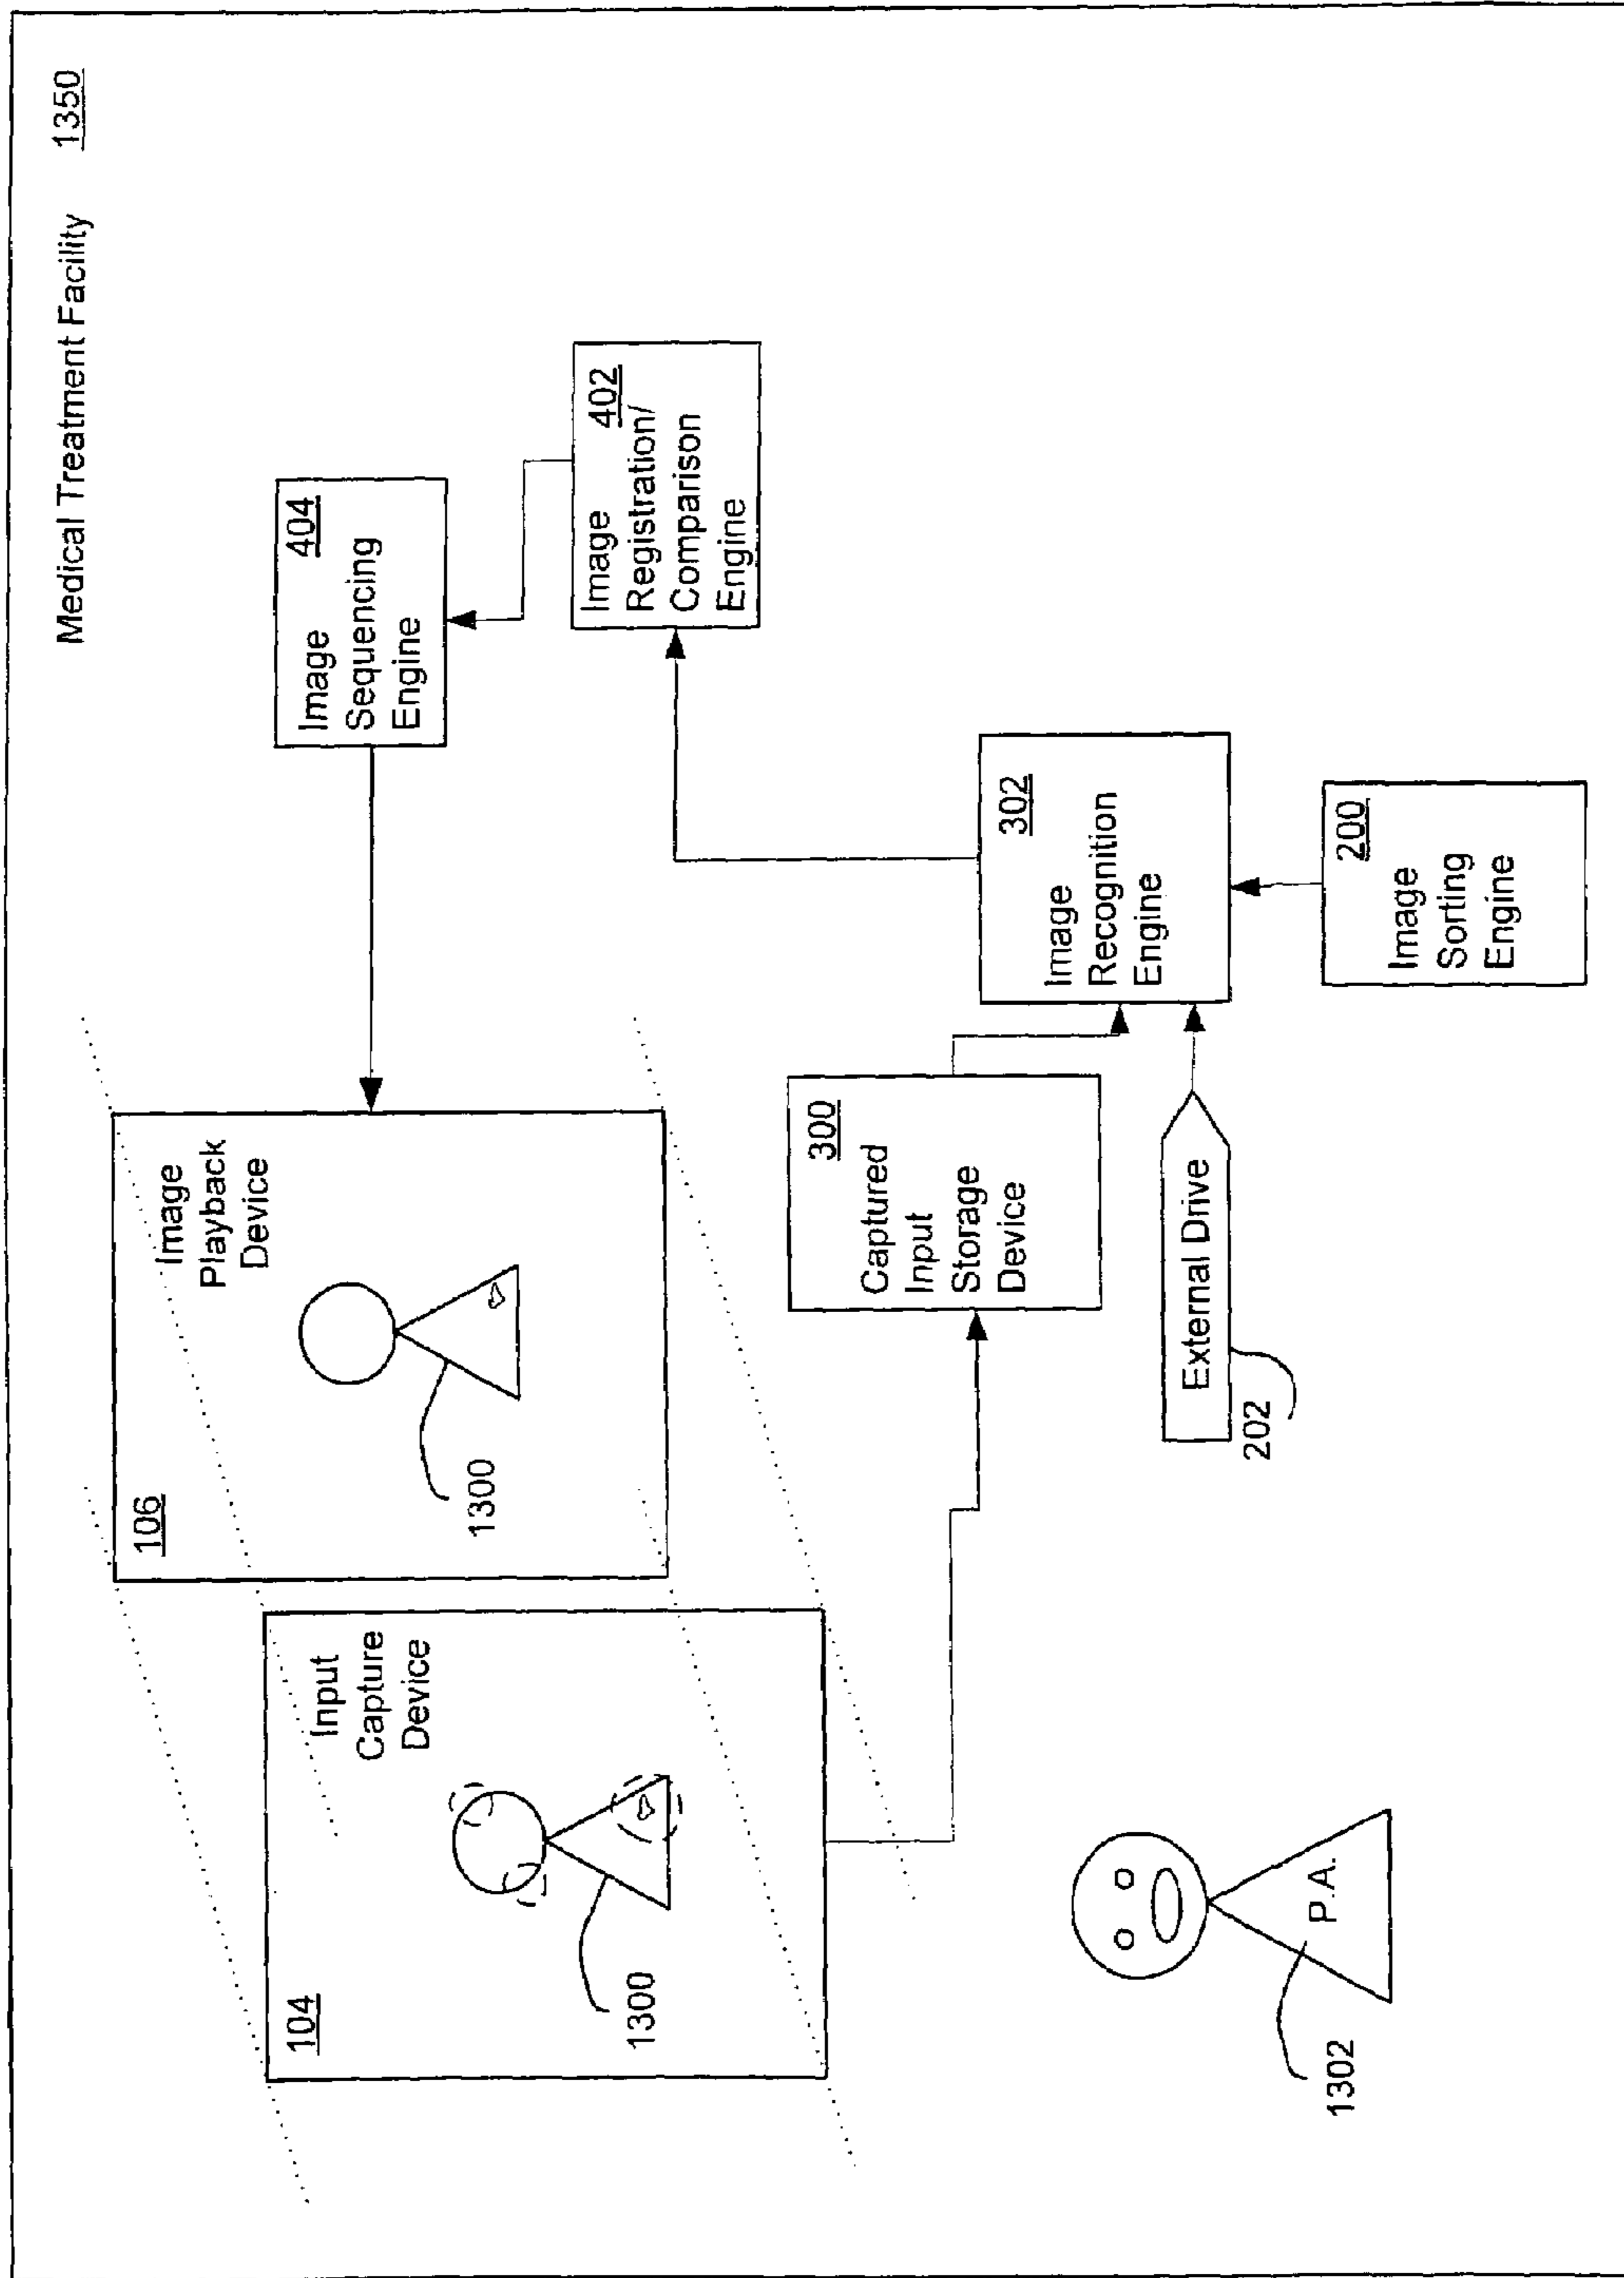 Medical Treatment Facility 1350
106
Image
Playback
Device
1300
104
Input
Capture
Device
1300
404
Image
Sequencing
Engine
402
Image
Registration/
Comparison
Engine
300
Captured
Input
Storage
Device
302
Image
Recognition
Engine
External Drive
202
200
Image
Sorting
Engine
P.A.
1302